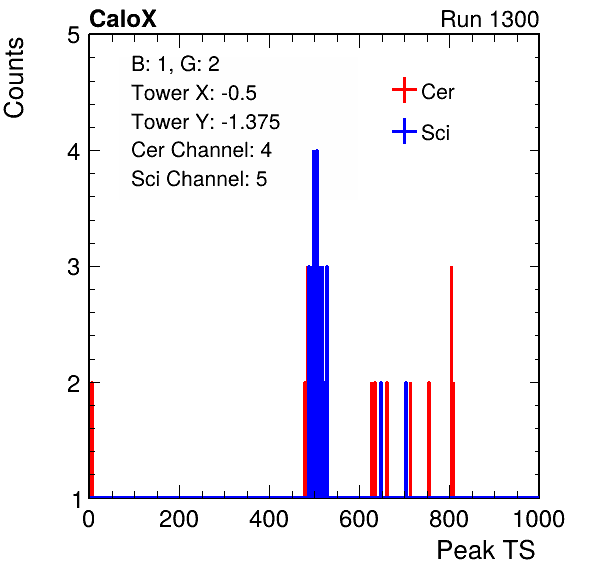 CaloX Run 1300
Counts
5
B: 1, G: 2
Tower X: -0.5
Tower Y: -1.375
Cer Channel: 4
Sci Channel: 5
Cer
Sci
4
3
2
1
0 200 400 600 800 1000
Peak TS